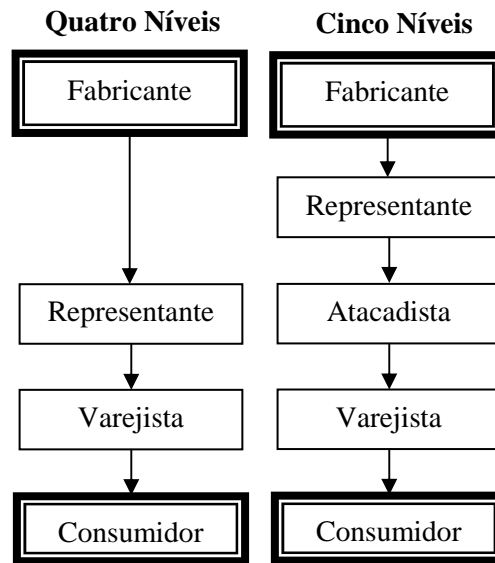 Quatro Níveis
Fabricante
Representante
Varejista
Consumidor
Cinco Níveis
Fabricante
Representante
Atacadista
Varejista
Consumidor